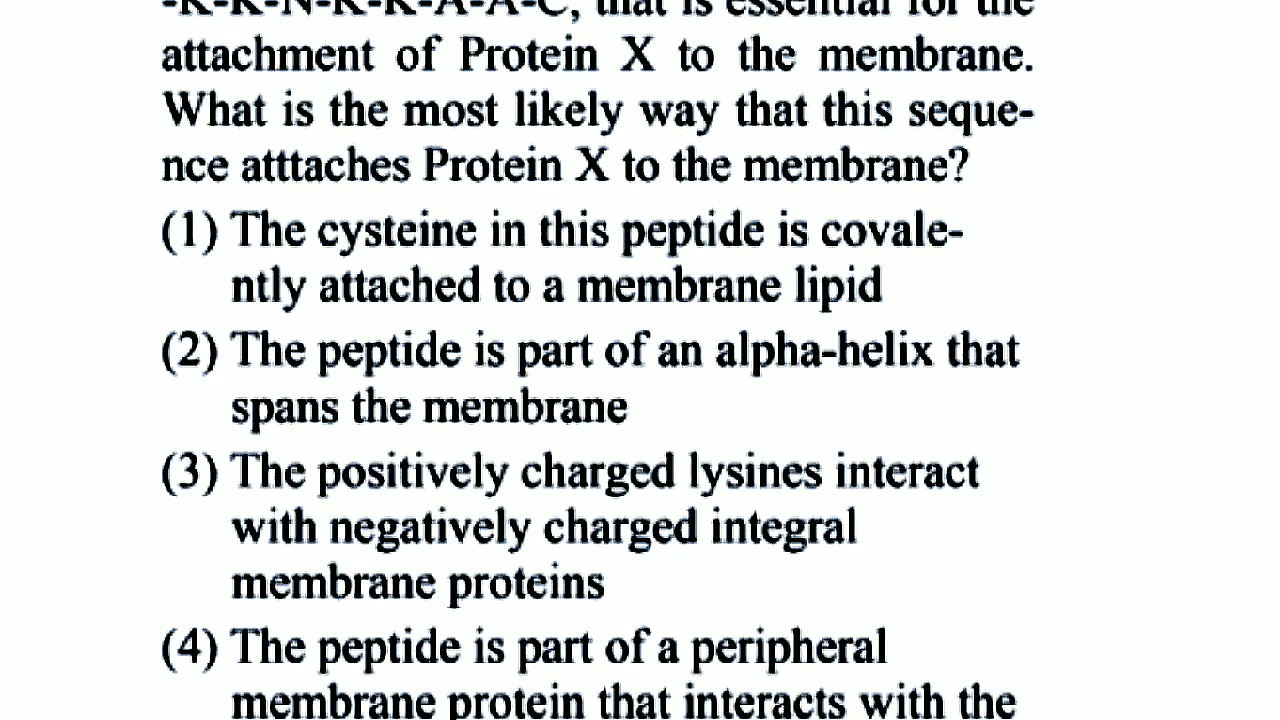 attachment of Protein X to the membrane.
What is the most likely way that this seque-
nce atttaches Protein X to the membrane?
(1) The cysteine in this peptide is covale-
ntly attached to a membrane lipid
(2) The peptide is part of an alpha-helix that
spans the membrane
(3) The positively charged lysines interact
with negatively charged integral
membrane proteins
(4) The peptide is part of a peripheral
membrane protein that interacts with the